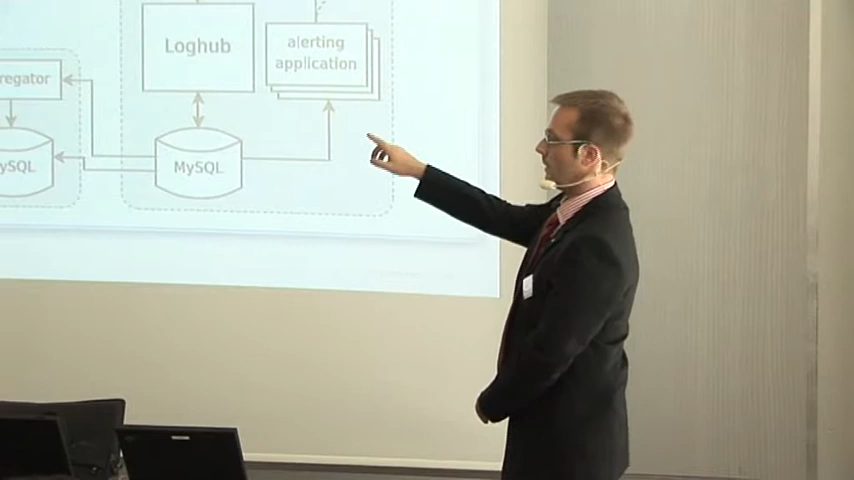 Loghub
alerting
application
regator
MySQL
ySQL